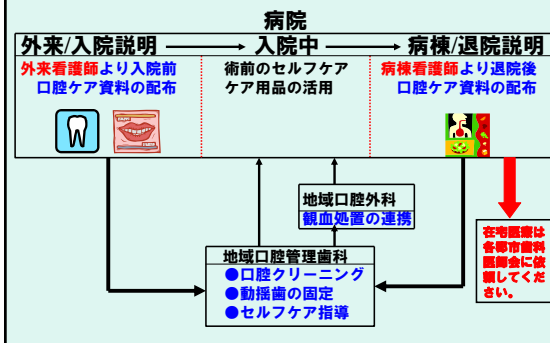 病院
外来/入院説明
入院中
病棟/退院説明
外来看護師より入院前
口腔ケア資料の配布
術前のセルフケア
ケア用品の活用
病棟看護師より退院後
口腔ケア資料の配布
地域口腔外科
観血処置の連携
地域口腔管理歯科
●口腔クリーニング
●動揺歯の固定
●セルフケア指導
在宅医療は
各郡市歯科
医師会に依
頼してくだ
さい。